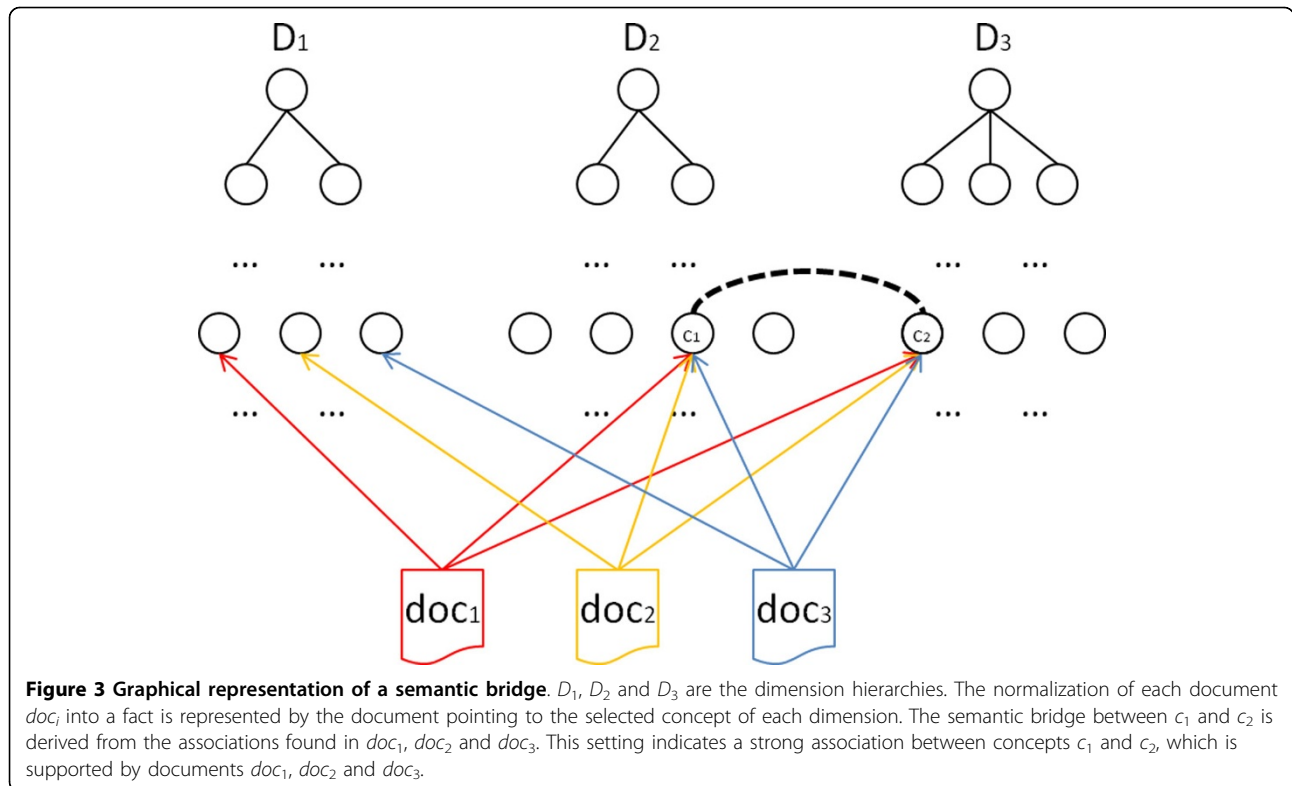 D₁ D₂ D₃
... ... ... ... ... ...
c₁ c₂
... ... ... ... ... ...
doc₁ doc₂ doc₃
Figure 3 Graphical representation of a semantic bridge. D₁, D₂ and D₃ are the dimension hierarchies. The normalization of each document
docᵢ into a fact is represented by the document pointing to the selected concept of each dimension. The semantic bridge between c₁ and c₂ is
derived from the associations found in doc₁, doc₂ and doc₃. This setting indicates a strong association between concepts c₁ and c₂, which is
supported by documents doc₁, doc₂ and doc₃.